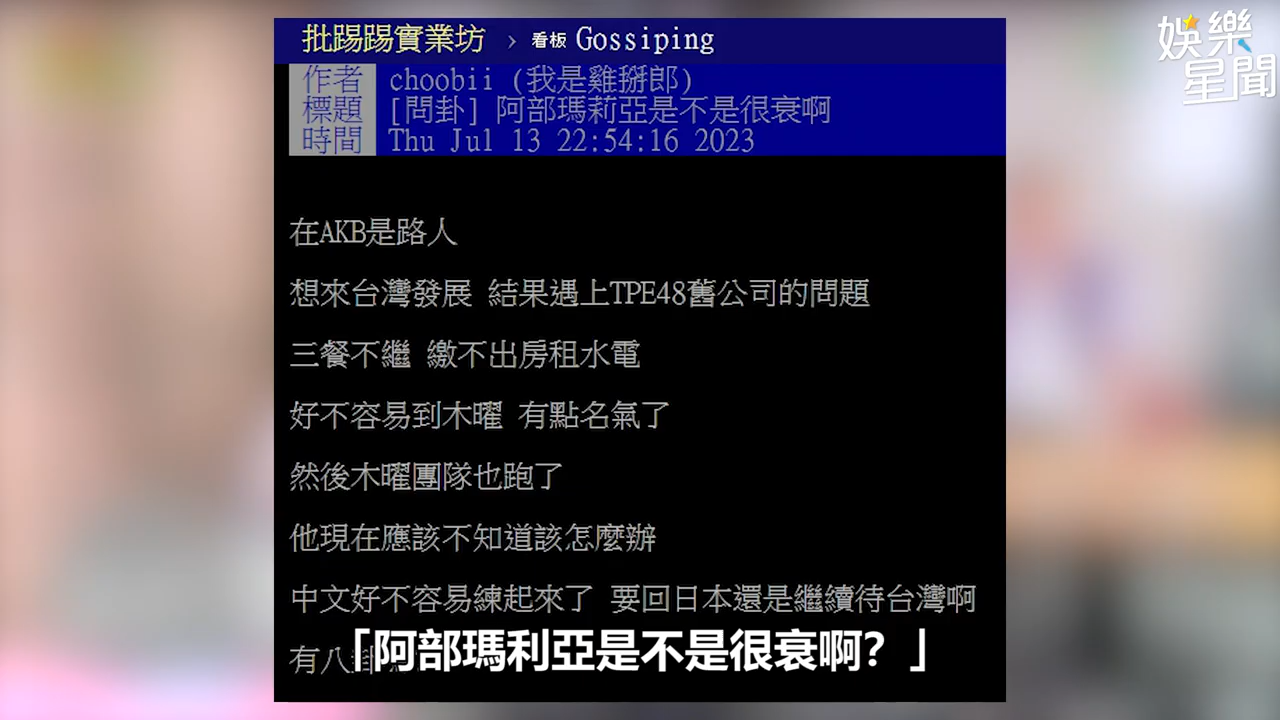 批踢踢實業坊 › 看板 Gossiping
娛樂
星聞
作者 choobii (我是雞掰郎)
標題 [問卦] 阿部瑪莉亞是不是很衰啊
時間 Thu Jul 13 22:54:16 2023
在AKB是路人
想來台灣發展 結果遇上TPE48舊公司的問題
三餐不繼 繳不出房租水電
好不容易到木曜 有點名氣了
然後木曜團隊也跑了
他現在應該不知道該怎麼辦
中文好不容易練起來了 要回日本還是繼續待台灣啊
有八卦
「阿部瑪利亞是不是很衰啊？」